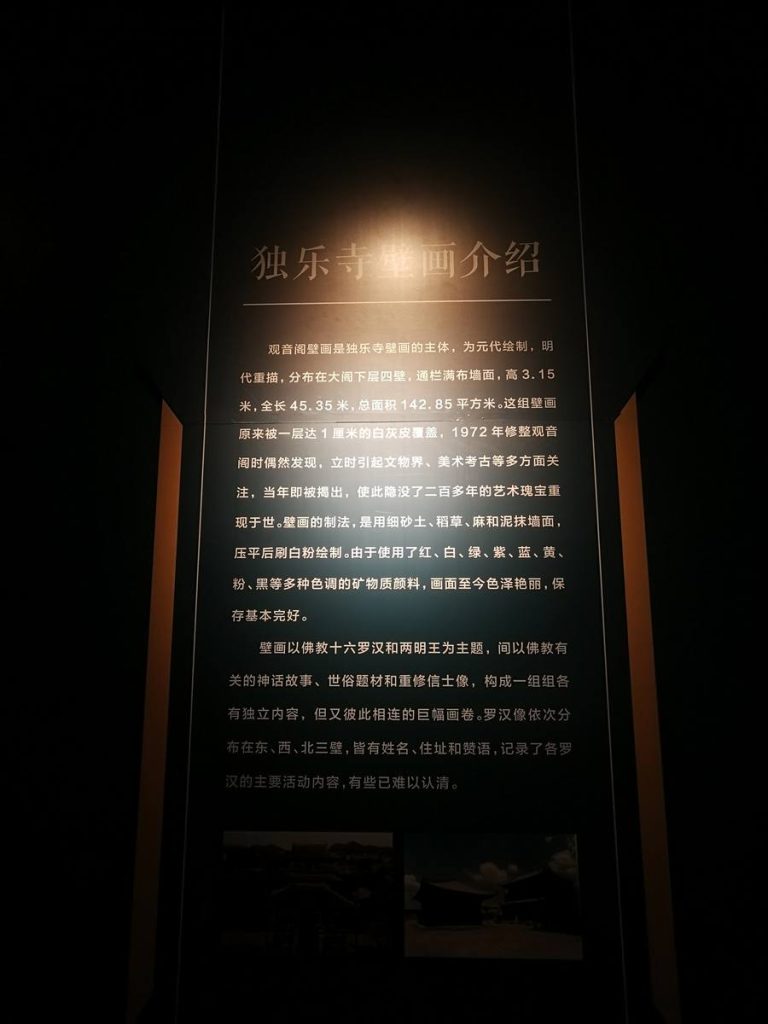 独乐寺壁画介绍
观音阁壁画是独乐寺壁画的主体，为元代绘制，明
代重描，分布在大阁下层四壁，通栏满布墙面，高 3.15
米，全长 45.35 米，总面积 142.85 平方米。这组壁画
原来被一层达 1 厘米的白灰皮覆盖，1972 年修整观音
阁时偶然发现，立时引起文物界、美术考古等多方面关
注，当年即被揭出，使此隐没了二百多年的艺术瑰宝重
现于世。壁画的制法，是用细砂土、稻草、麻和泥抹墙面，
压平后刷白粉绘制。由于使用了红、白、绿、紫、蓝、黄、
粉、黑等多种色调的矿物质颜料，画面至今色泽艳丽，保
存基本完好。
壁画以佛教十六罗汉和两明王为主题，间以佛教有
关的神话故事、世俗题材和重修信士像，构成一组组各
有独立内容，但又彼此相连的巨幅画卷。罗汉像依次分
布在东、西、北三壁，皆有姓名、住址和赞语，记录了各罗
汉的主要活动内容，有些已难以认清。